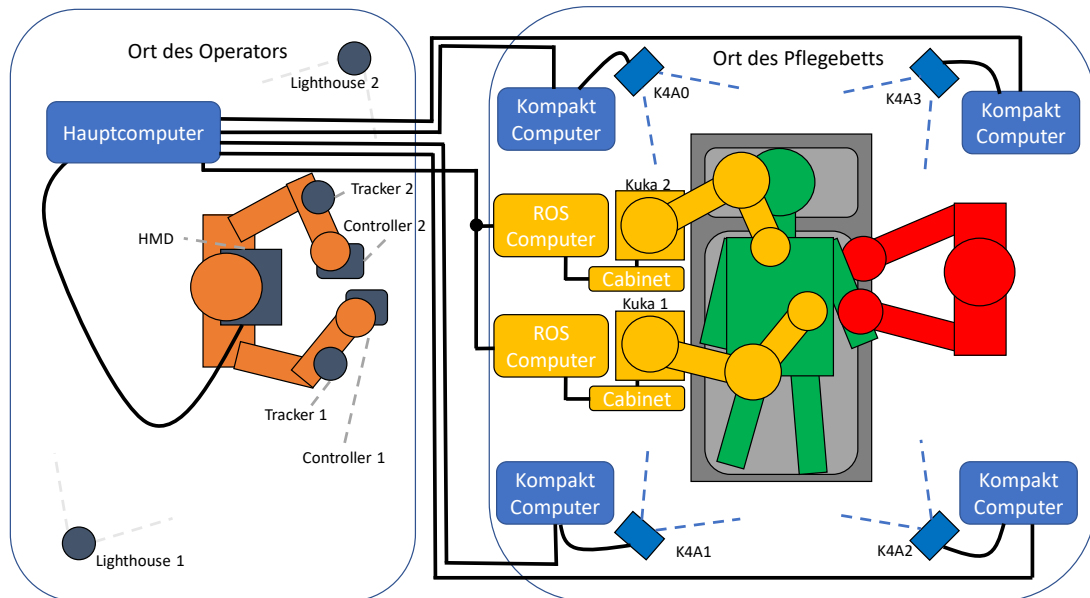 Ort des Operators
Lighthouse 2
Hauptcomputer
Tracker 2
Controller 2
HMD
Tracker 1
Controller 1
Lighthouse 1
Ort des Pflegebetts
K4A0
K4A3
Kompakt
Computer
Kompakt
Computer
Kuka 2
ROS
Computer
Cabinet
Kuka 1
ROS
Computer
Cabinet
Kompakt
Computer
Kompakt
Computer
K4A1
K4A2